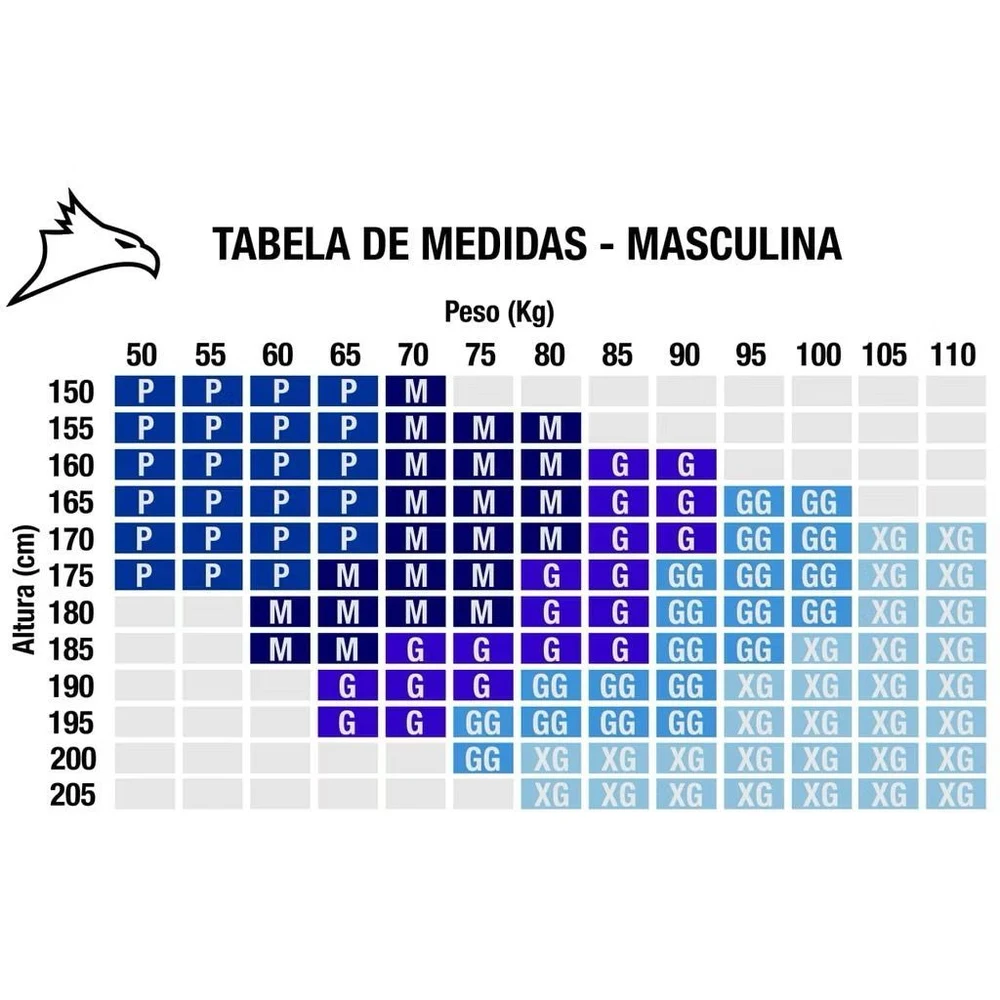 TABELA DE MEDIDAS - MASCULINA
Peso (Kg)
50 55 60 65 70 75 80 85 90 95 100 105 110
Altura (cm)
150 P P P P M
155 P P P P M M M
160 P P P P M M M G G
165 P P P P M M M G G GG GG
170 P P P P M M M G G GG GG XG XG
175 P P P M M M G G GG GG GG XG XG
180 M M M M G G GG GG GG XG XG
185 M M G G G G GG GG XG XG XG
190 G G G GG GG GG XG XG XG XG
195 G G GG GG GG GG XG XG XG XG
200 GG XG XG XG XG XG XG XG
205 XG XG XG XG XG XG XG